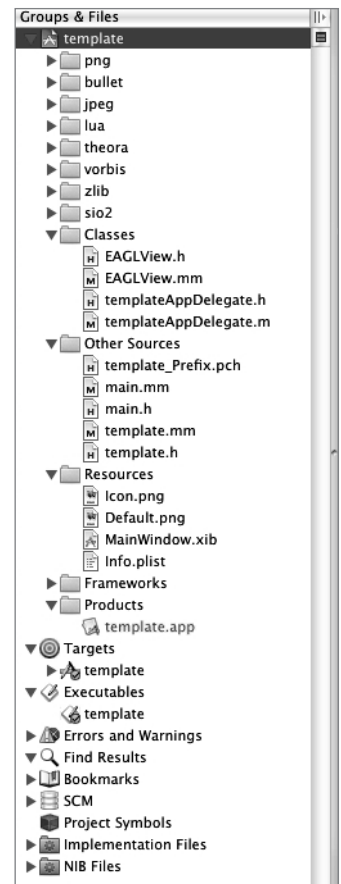 Groups & Files
template
png
bullet
jpeg
lua
theora
vorbis
zlib
sio2
Classes
EAGLView.h
EAGLView.mm
templateAppDelegate.h
templateAppDelegate.m
Other Sources
template_Prefix.pch
main.mm
main.h
template.mm
template.h
Resources
Icon.png
Default.png
MainWindow.xib
Info.plist
Frameworks
Products
template.app
Targets
template
Executables
template
Errors and Warnings
Find Results
Bookmarks
SCM
Project Symbols
Implementation Files
NIB Files